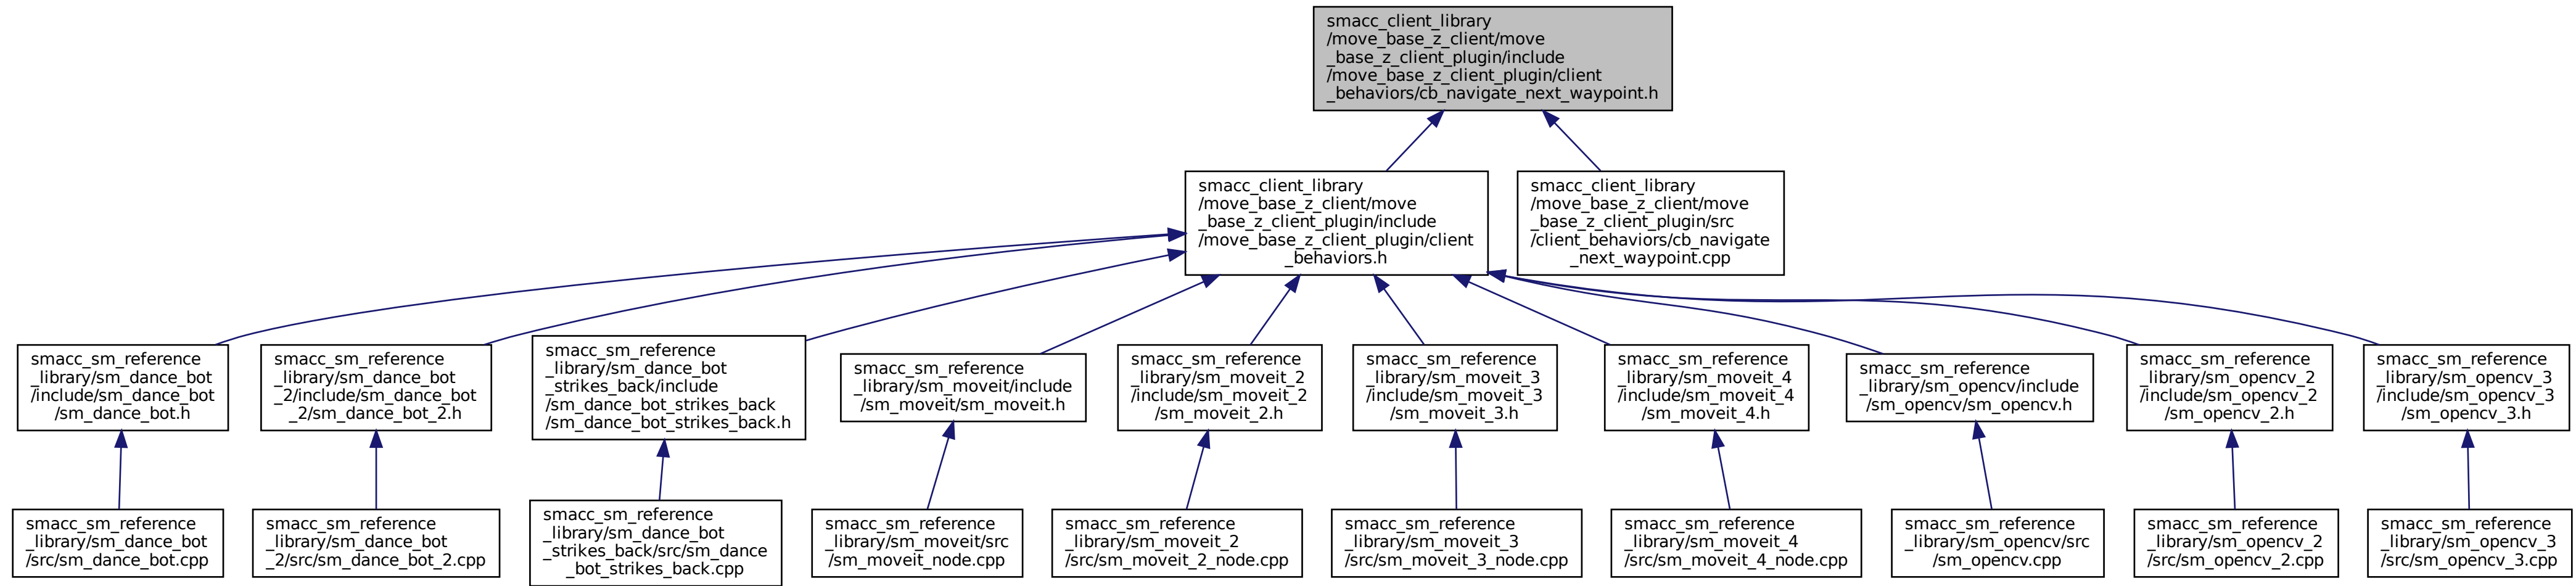 smacc_client_library
/move_base_z_client/move
_base_z_client_plugin/include
/move_base_z_client_plugin/client
_behaviors/cb_navigate_next_waypoint.h
smacc_client_library
/move_base_z_client/move
_base_z_client_plugin/include
/move_base_z_client_plugin/client
_behaviors.h
smacc_client_library
/move_base_z_client/move
_base_z_client_plugin/src
/client_behaviors/cb_navigate
_next_waypoint.cpp
smacc_sm_reference
_library/sm_dance_bot
/include/sm_dance_bot
/sm_dance_bot.h
smacc_sm_reference
_library/sm_dance_bot
_2/include/sm_dance_bot
_2/sm_dance_bot_2.h
smacc_sm_reference
_library/sm_dance_bot
_strikes_back/include
/sm_dance_bot_strikes_back
/sm_dance_bot_strikes_back.h
smacc_sm_reference
_library/sm_moveit/include
/sm_moveit/sm_moveit.h
smacc_sm_reference
_library/sm_moveit_2
/include/sm_moveit_2
/sm_moveit_2.h
smacc_sm_reference
_library/sm_moveit_3
/include/sm_moveit_3
/sm_moveit_3.h
smacc_sm_reference
_library/sm_moveit_4
/include/sm_moveit_4
/sm_moveit_4.h
smacc_sm_reference
_library/sm_opencv/include
/sm_opencv/sm_opencv.h
smacc_sm_reference
_library/sm_opencv_2
/include/sm_opencv_2
/sm_opencv_2.h
smacc_sm_reference
_library/sm_opencv_3
/include/sm_opencv_3
/sm_opencv_3.h
smacc_sm_reference
_library/sm_dance_bot
/src/sm_dance_bot.cpp
smacc_sm_reference
_library/sm_dance_bot
_2/src/sm_dance_bot_2.cpp
smacc_sm_reference
_library/sm_dance_bot
_strikes_back/src/sm_dance
_bot_strikes_back.cpp
smacc_sm_reference
_library/sm_moveit/src
/sm_moveit_node.cpp
smacc_sm_reference
_library/sm_moveit_2
/src/sm_moveit_2_node.cpp
smacc_sm_reference
_library/sm_moveit_3
/src/sm_moveit_3_node.cpp
smacc_sm_reference
_library/sm_moveit_4
/src/sm_moveit_4_node.cpp
smacc_sm_reference
_library/sm_opencv/src
/sm_opencv.cpp
smacc_sm_reference
_library/sm_opencv_2
/src/sm_opencv_2.cpp
smacc_sm_reference
_library/sm_opencv_3
/src/sm_opencv_3.cpp